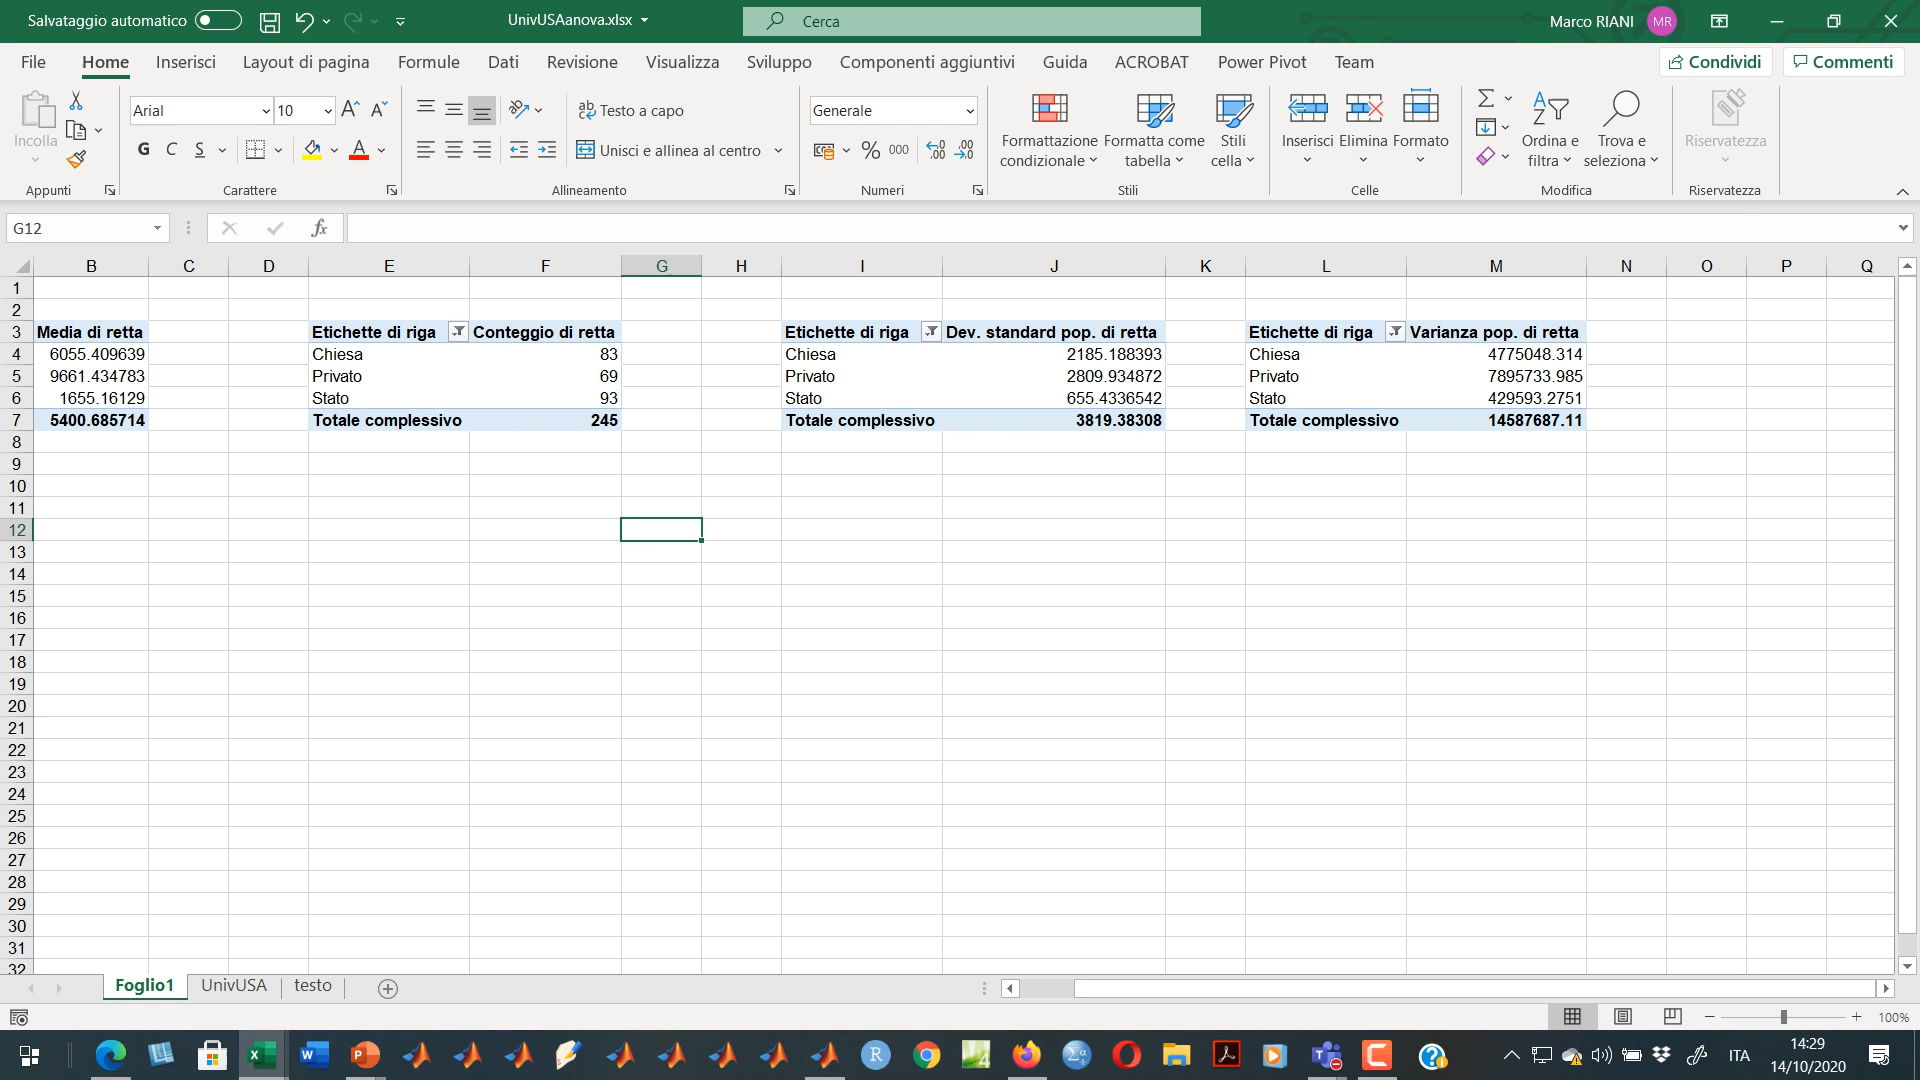 Salvataggio automatico
UnivUSAanova.xlsx
Cerca
Marco RIANI
MR
File Home Inserisci Layout di pagina Formule Dati Revisione Visualizza Sviluppo Componenti aggiuntivi Guida ACROBAT Power Pivot Team
Condividi
Commenti
Incolla
Appunti
Arial
10
G C S
Carattere
Testo a capo
Unisci e allinea al centro
Allineamento
Generale
% 000
Numeri
Formattazione condizionale
Formatta come tabella
Stili cella
Stili
Inserisci Elimina Formato
Celle
Ordina e filtra
Trova e seleziona
Modifica
Riservatezza
Riservatezza
G12
fx
B C D E F G H I J K L M N O P Q
1
2
3 Media di retta Etichette di riga Conteggio di retta Etichette di riga Dev. standard pop. di retta Etichette di riga Varianza pop. di retta
4 6055.409639 Chiesa 83 Chiesa 2185.188393 Chiesa 4775048.314
5 9661.434783 Privato 69 Privato 2809.934872 Privato 7895733.985
6 1655.16129 Stato 93 Stato 655.4336542 Stato 429593.2751
7 5400.685714 Totale complessivo 245 Totale complessivo 3819.38308 Totale complessivo 14587687.11
8
9
10
11
12
13
14
15
16
17
18
19
20
21
22
23
24
25
26
27
28
29
30
31
32
Foglio1 UnivUSA testo
100%
ITA
14:29
14/10/2020